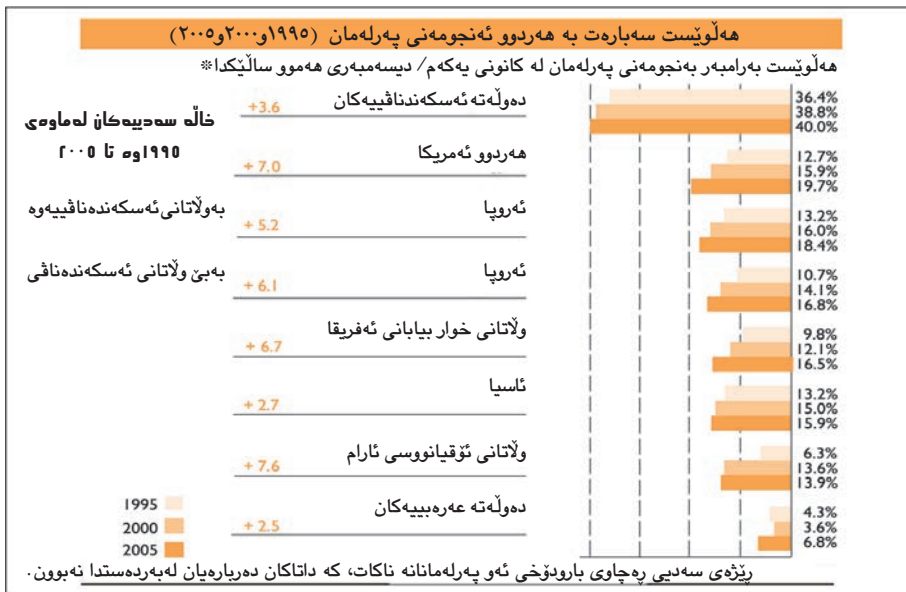 هەڵوێست سەبارەت بە هەردوو ئەنجومەنی پەرلەمان (١٩٩٥و٢٠٠٠و٢٠٠٥)
هەڵوێست بەرامبەر بەنجومەنی پەرلەمان لە کانونی یەکەم/ دیسەمبەری هەموو ساڵێکدا*
خاڵە سەدییەکان لەماوەی
١٩٩٥وە تا ٢٠٠٥
دەوڵەتە ئەسکەندناڤییەکان
+3.6
36.4%
38.8%
40.0%
هەردوو ئەمریکا
+ 7.0
12.7%
15.9%
19.7%
ئەروپا
بەوڵاتانی ئەسکەندەناڤییەوە
+ 5.2
13.2%
16.0%
18.4%
ئەروپا
بەبێ وڵاتانی ئەسکەندەناڤی
+ 6.1
10.7%
14.1%
16.8%
وڵاتانی خوار بیابانی ئەفریقا
+ 6.7
9.8%
12.1%
16.5%
ئاسیا
+ 2.7
13.2%
15.0%
15.9%
وڵاتانی ئۆقیانووسی ئارام
+ 7.6
6.3%
13.6%
13.9%
دەوڵەتە عەرەبییەکان
+ 2.5
4.3%
3.6%
6.8%
1995
2000
2005
رێژەی سەدیی رەچاوی بارودۆخی ئەو پەرلەمانانە ناکات، کە داتاکان دەربارەیان لەبەردەستدا نەبوون.